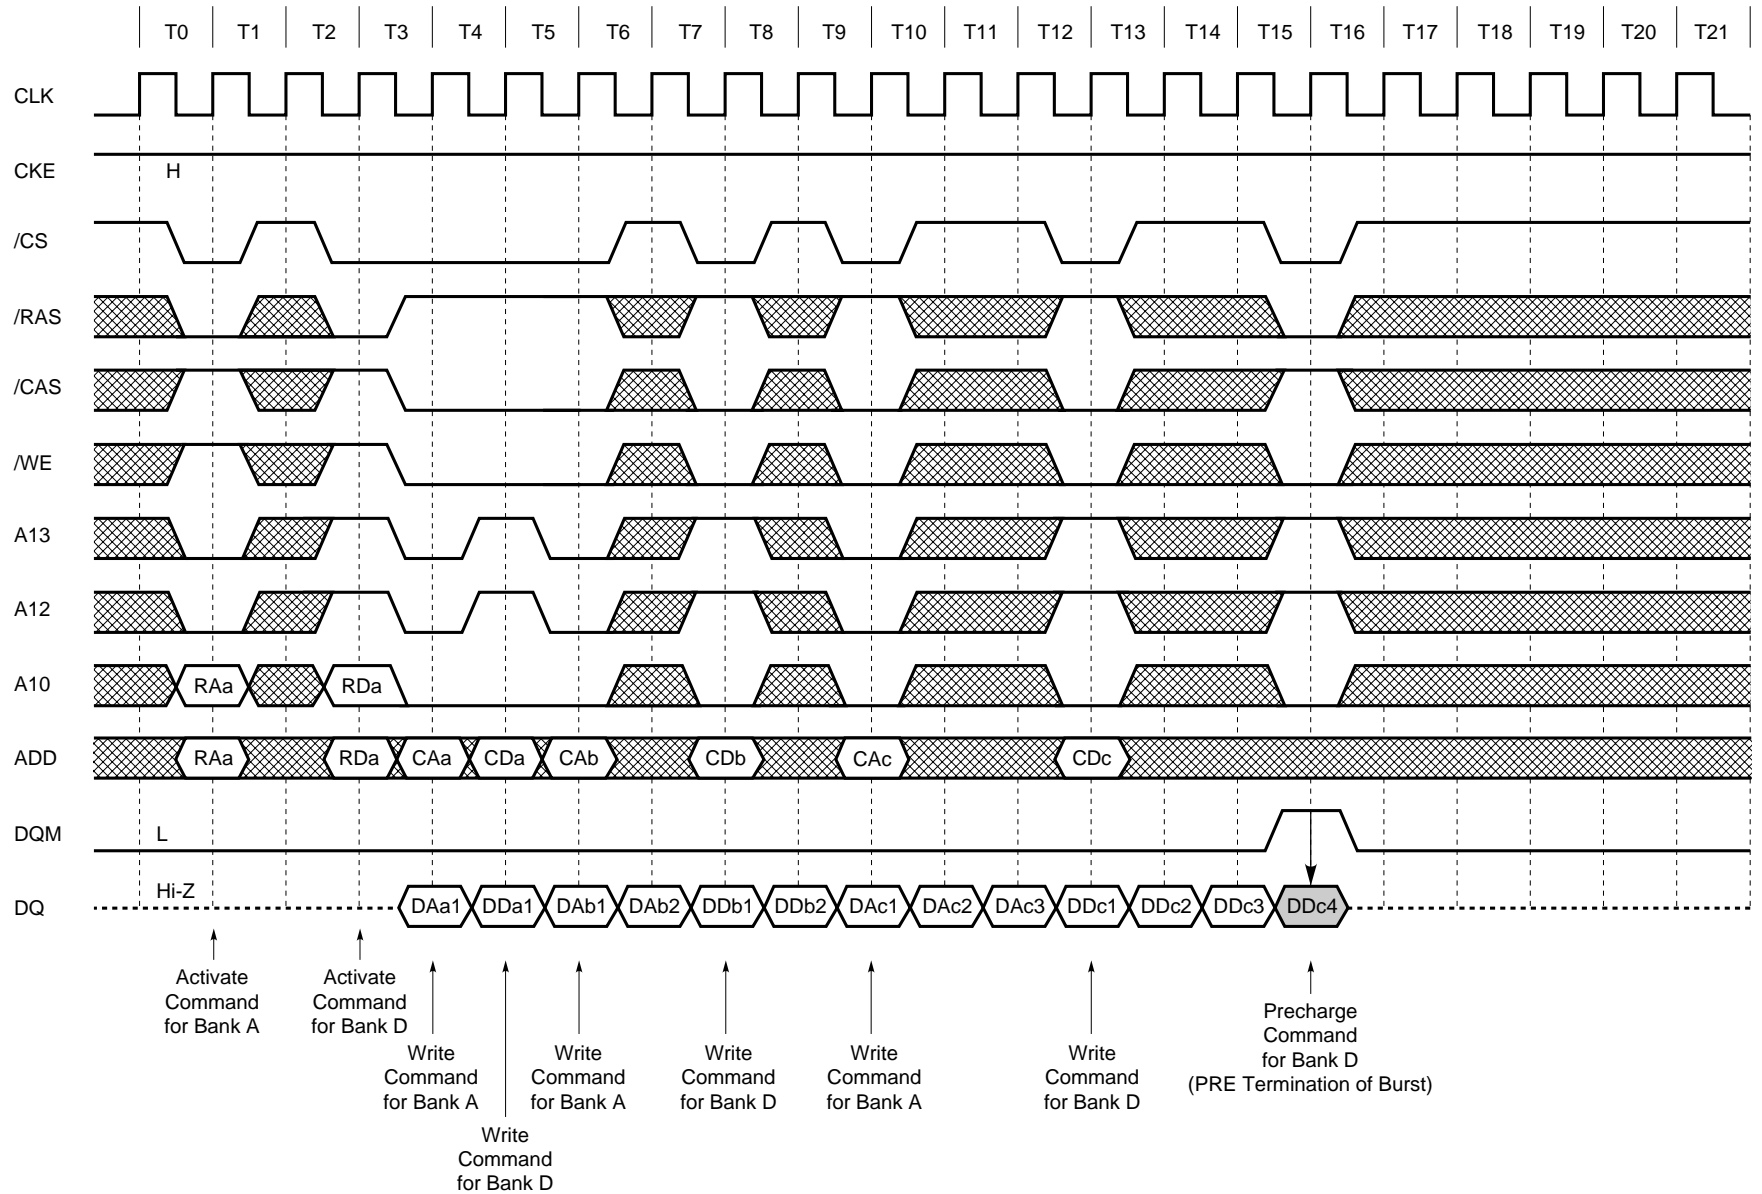 T0 T1 T2 T3 T4 T5 T6 T7 T8 T9 T10 T11 T12 T13 T14 T15 T16 T17 T18 T19 T20 T21
CLK
CKE H
/CS
/RAS
/CAS
/WE
A13
A12
A10 RAa RDa
ADD RAa RDa CAa CDa CAb CDb CAc CDc
DQM L
DQ Hi-Z DAa1 DDa1 DAb1 DAb2 DDb1 DDb2 DAc1 DAc2 DAc3 DDc1 DDc2 DDc3 DDc4
Activate
Command
for Bank A
Activate
Command
for Bank D
Write
Command
for Bank A
Write
Command
for Bank D
Write
Command
for Bank A
Write
Command
for Bank D
Write
Command
for Bank A
Write
Command
for Bank D
Precharge
Command
for Bank D
(PRE Termination of Burst)